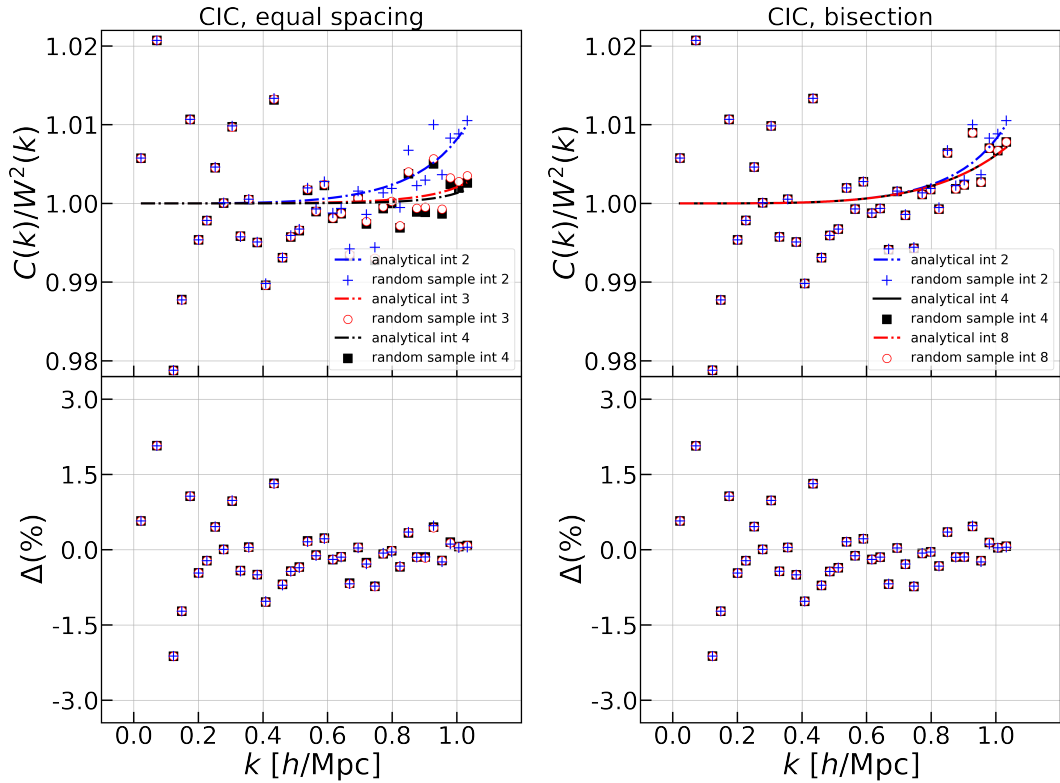 CIC, equal spacing
CIC, bisection
C(k)/W²(k)
1.02
1.01
1.00
0.99
0.98
analytical int 2
random sample int 2
analytical int 3
random sample int 3
analytical int 4
random sample int 4
C(k)/W²(k)
1.02
1.01
1.00
0.99
0.98
analytical int 2
random sample int 2
analytical int 4
random sample int 4
analytical int 8
random sample int 8
Δ(%)
3.0
1.5
0.0
-1.5
-3.0
0.0 0.2 0.4 0.6 0.8 1.0
k [h/Mpc]
Δ(%)
3.0
1.5
0.0
-1.5
-3.0
0.0 0.2 0.4 0.6 0.8 1.0
k [h/Mpc]